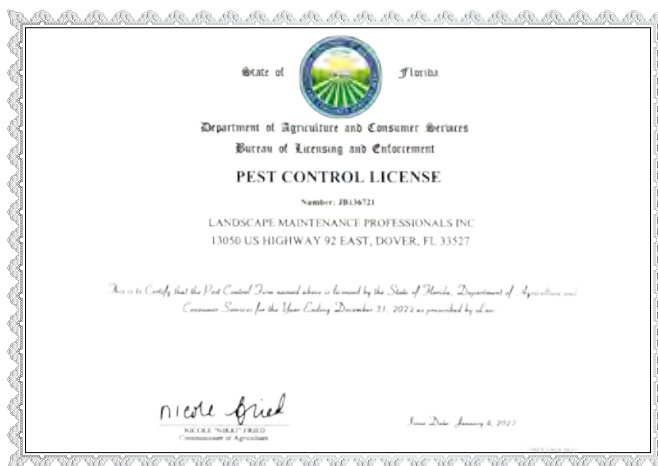 State of Florida
Department of Agriculture and Consumer Services
Bureau of Licensing and Enforcement
PEST CONTROL LICENSE
Number: JB136721
LANDSCAPE MAINTENANCE PROFESSIONALS INC
13050 US HIGHWAY 92 EAST, DOVER, FL 33527
This is to Certify that the Pest Control Firm named above is licensed by the State of Florida, Department of Agriculture and
Consumer Services for the Year Ending December 31, 2022 as prescribed by Law
nicole fried
NICOLE "NIKKI" FRIED
Commissioner of Agriculture
Issue Date: January 4,